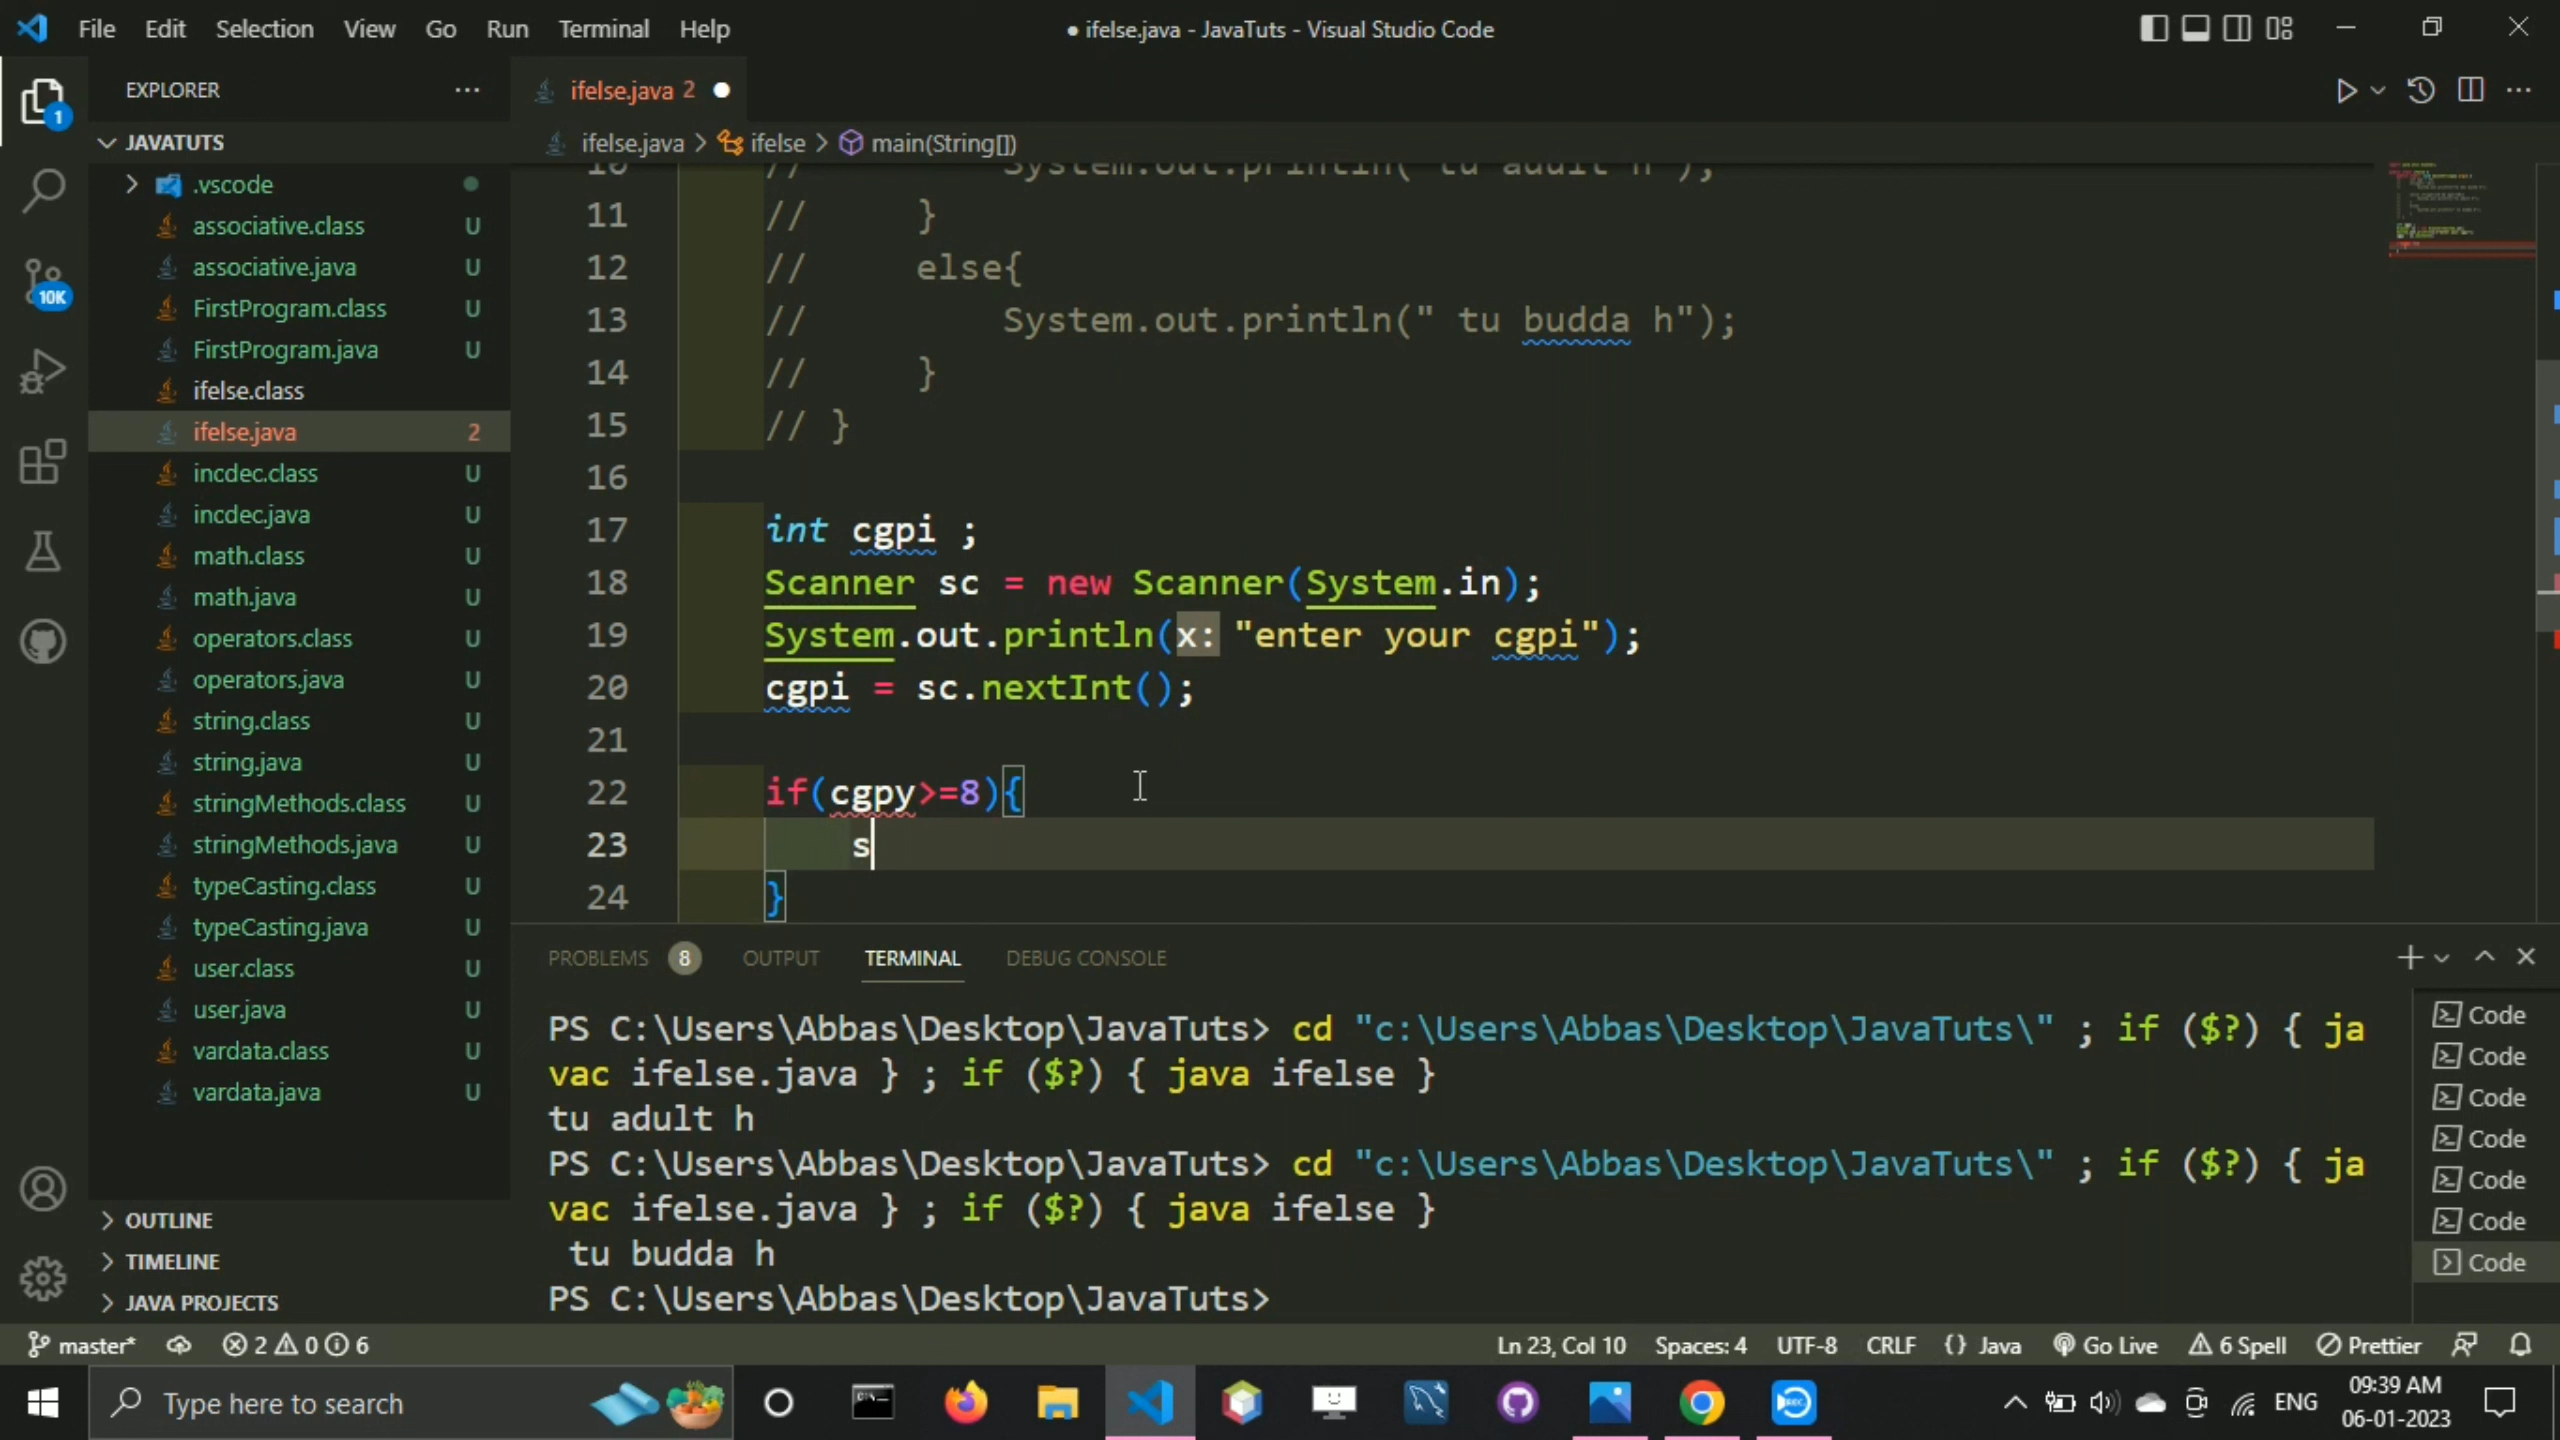 File Edit Selection View Go Run Terminal Help
● ifelse.java - JavaTuts - Visual Studio Code
EXPLORER
ifelse.java 2
JAVATUTS
ifelse.java > ifelse > main(String[])
.vscode
associative.class U
associative.java U
FirstProgram.class U
FirstProgram.java U
ifelse.class
ifelse.java 2
incdec.class U
incdec.java U
math.class U
math.java U
operators.class U
operators.java U
string.class U
string.java U
stringMethods.class U
stringMethods.java U
typeCasting.class U
typeCasting.java U
user.class U
user.java U
vardata.class U
vardata.java U
OUTLINE
TIMELINE
JAVA PROJECTS
1
10K
10 // System.out.println(" tu adult h");
11 // }
12 // else{
13 // System.out.println(" tu budda h");
14 // }
15 // }
16
17 int cgpi ;
18 Scanner sc = new Scanner(System.in);
19 System.out.println(x: "enter your cgpi");
20 cgpi = sc.nextInt();
21
22 if(cgpy>=8){
23 s
24 }
PROBLEMS 8 OUTPUT TERMINAL DEBUG CONSOLE
PS C:\Users\Abbas\Desktop\JavaTuts> cd "c:\Users\Abbas\Desktop\JavaTuts\" ; if ($?) { ja
vac ifelse.java } ; if ($?) { java ifelse }
tu adult h
PS C:\Users\Abbas\Desktop\JavaTuts> cd "c:\Users\Abbas\Desktop\JavaTuts\" ; if ($?) { ja
vac ifelse.java } ; if ($?) { java ifelse }
tu budda h
PS C:\Users\Abbas\Desktop\JavaTuts>
Code
Code
Code
Code
Code
Code
Code
master* 2 0 6
Ln 23, Col 10 Spaces: 4 UTF-8 CRLF {} Java Go Live 6 Spell Prettier
Type here to search
ENG
09:39 AM
06-01-2023